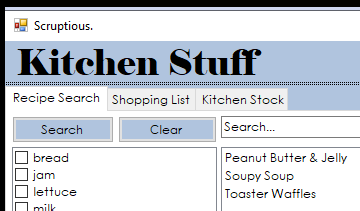 Scruptious.
Kitchen Stuff
Recipe Search Shopping List Kitchen Stock
Search Clear Search...
bread
jam
lettuce
milk
Peanut Butter & Jelly
Soupy Soup
Toaster Waffles